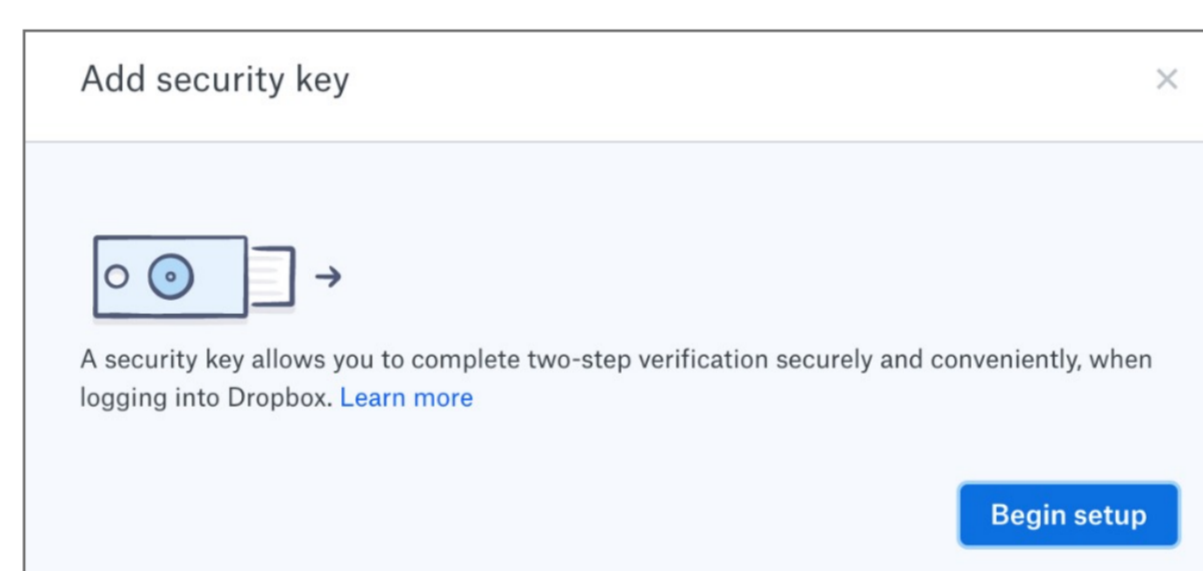 Add security key
A security key allows you to complete two-step verification securely and conveniently, when
logging into Dropbox. Learn more
Begin setup